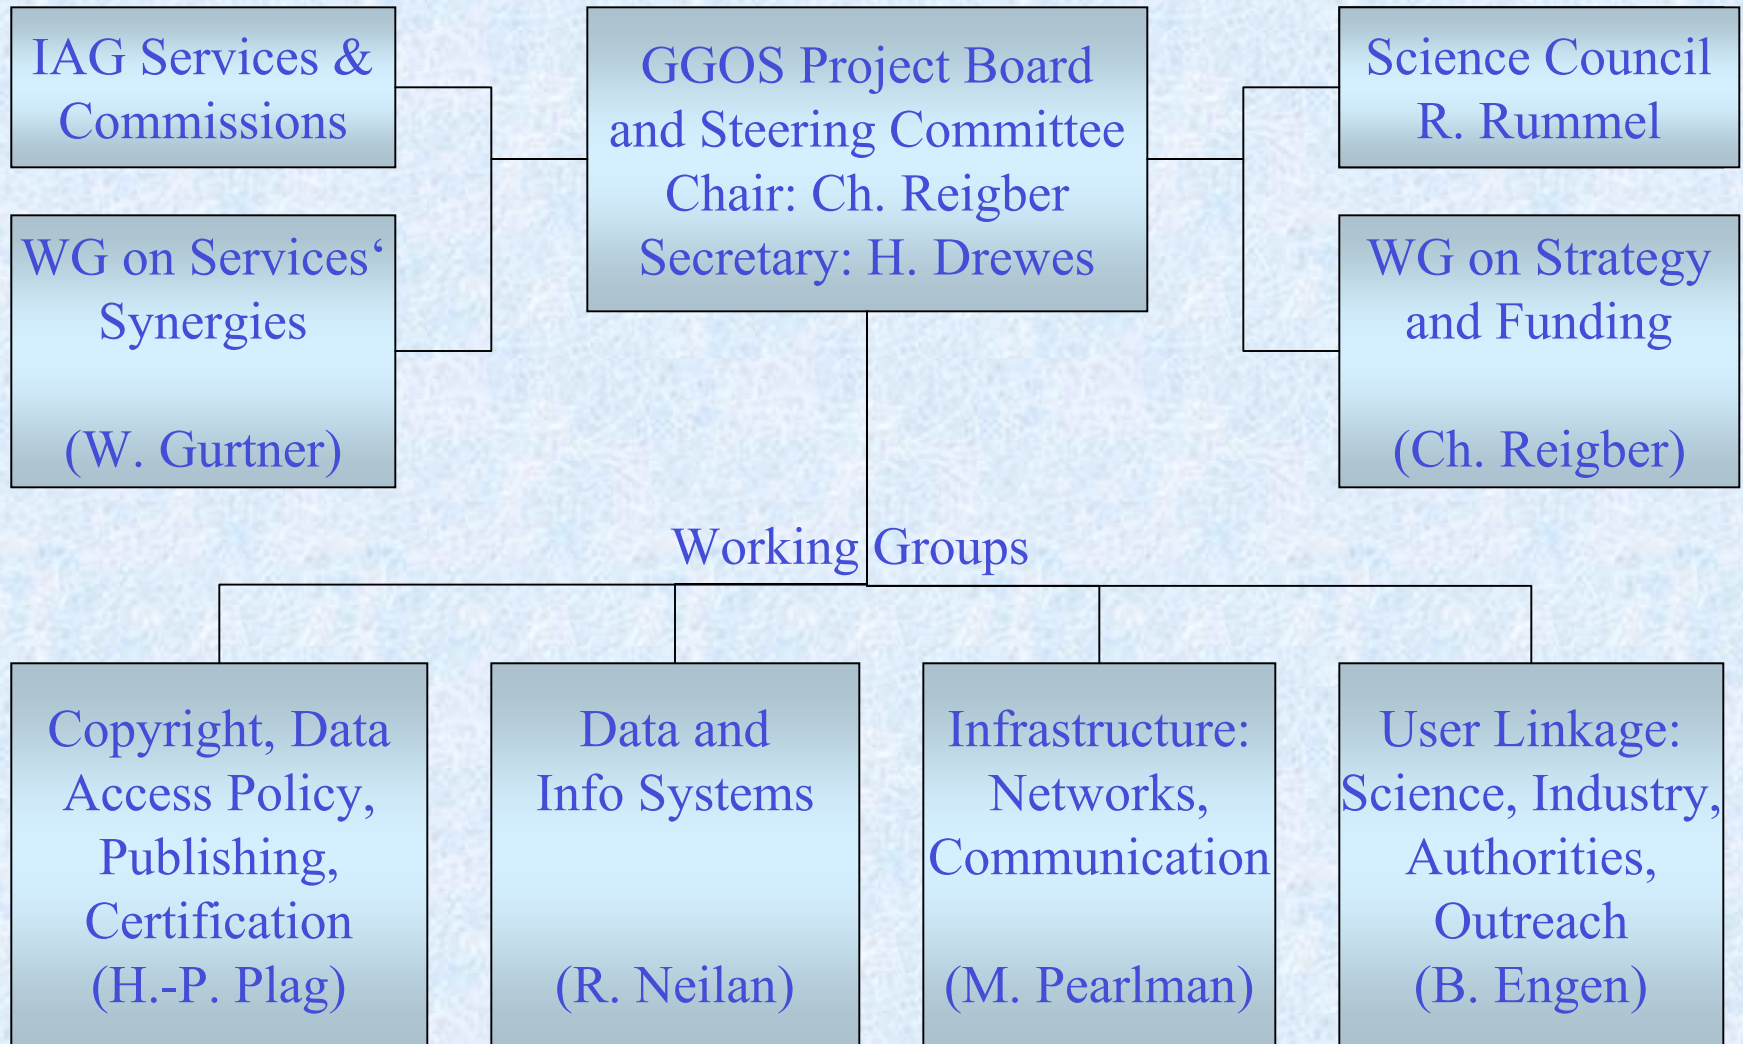 IAG Services &
Commissions
GGOS Project Board
and Steering Committee
Chair: Ch. Reigber
Secretary: H. Drewes
Science Council
R. Rummel
WG on Services‘
Synergies
(W. Gurtner)
WG on Strategy
and Funding
(Ch. Reigber)
Working Groups
Copyright, Data
Access Policy,
Publishing,
Certification
(H.-P. Plag)
Data and
Info Systems
(R. Neilan)
Infrastructure:
Networks,
Communication
(M. Pearlman)
User Linkage:
Science, Industry,
Authorities,
Outreach
(B. Engen)